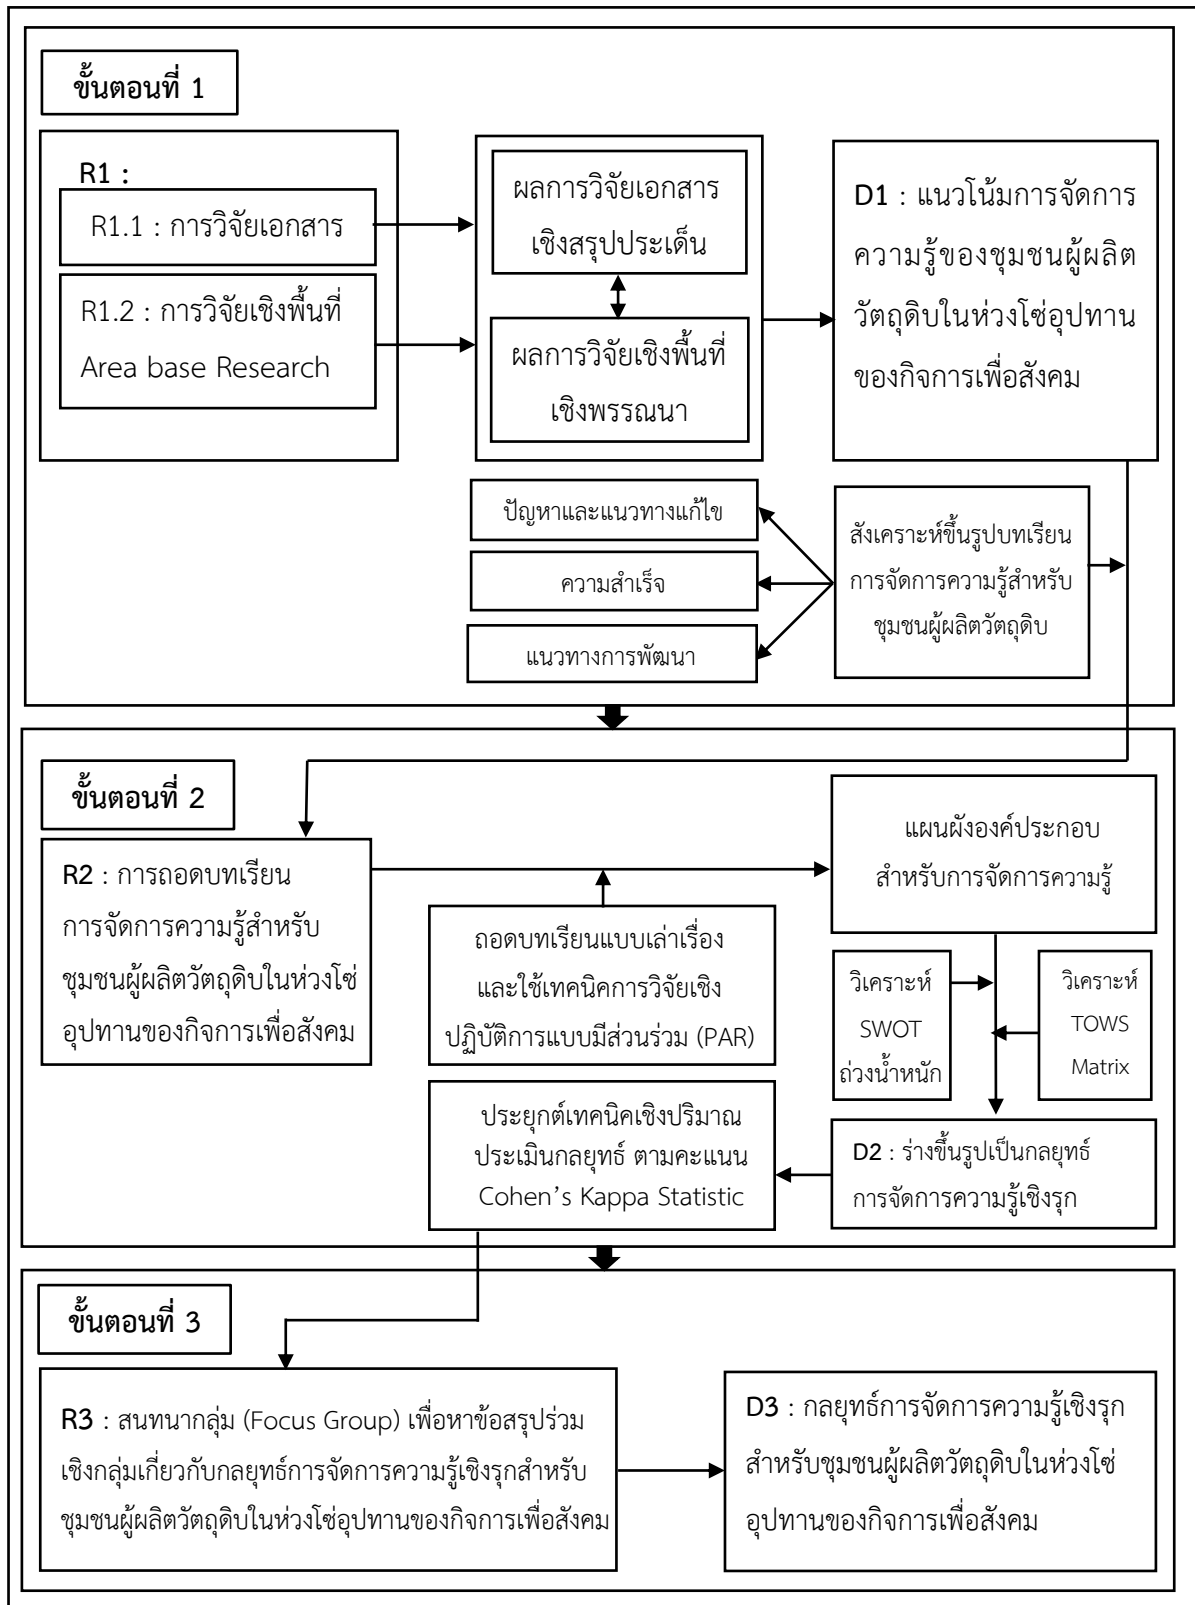 ขั้นตอนที่ 1
R1 :
R1.1 : การวิจัยเอกสาร
R1.2 : การวิจัยเชิงพื้นที่
Area base Research
ผลการวิจัยเอกสาร
เชิงสรุปประเด็น
ผลการวิจัยเชิงพื้นที่
เชิงพรรณนา
D1 : แนวโน้มการจัดการ
ความรู้ของชุมชนผู้ผลิต
วัตถุดิบในห่วงโซ่อุปทาน
ของกิจการเพื่อสังคม
ปัญหาและแนวทางแก้ไข
ความสำเร็จ
แนวทางการพัฒนา
สังเคราะห์ขึ้นรูปบทเรียน
การจัดการความรู้สำหรับ
ชุมชนผู้ผลิตวัตถุดิบ
ขั้นตอนที่ 2
R2 : การถอดบทเรียน
การจัดการความรู้สำหรับ
ชุมชนผู้ผลิตวัตถุดิบในห่วงโซ่
อุปทานของกิจการเพื่อสังคม
ถอดบทเรียนแบบเล่าเรื่อง
และใช้เทคนิคการวิจัยเชิง
ปฏิบัติการแบบมีส่วนร่วม (PAR)
แผนผังองค์ประกอบ
สำหรับการจัดการความรู้
วิเคราะห์
SWOT
ถ่วงน้ำหนัก
วิเคราะห์
TOWS
Matrix
D2 : ร่างขึ้นรูปเป็นกลยุทธ์
การจัดการความรู้เชิงรุก
ประยุกต์เทคนิคเชิงปริมาณ
ประเมินกลยุทธ์ ตามคะแนน
Cohen's Kappa Statistic
ขั้นตอนที่ 3
R3 : สนทนากลุ่ม (Focus Group) เพื่อหาข้อสรุปร่วม
เชิงกลุ่มเกี่ยวกับกลยุทธ์การจัดการความรู้เชิงรุกสำหรับ
ชุมชนผู้ผลิตวัตถุดิบในห่วงโซ่อุปทานของกิจการเพื่อสังคม
D3 : กลยุทธ์การจัดการความรู้เชิงรุก
สำหรับชุมชนผู้ผลิตวัตถุดิบในห่วงโซ่
อุปทานของกิจการเพื่อสังคม